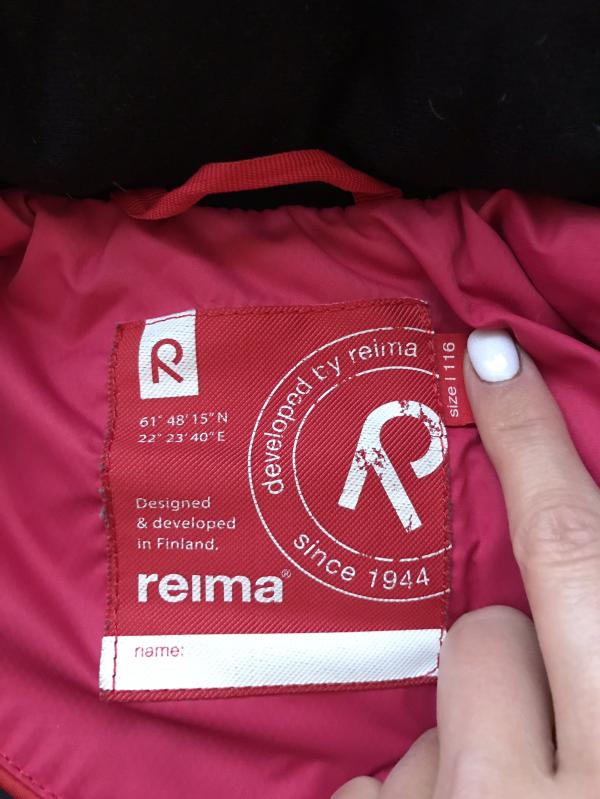 61° 48' 15" N
22° 23' 40" E
Designed
& developed
in Finland.
reima®
name:
developed by reima
since 1944
size | 116